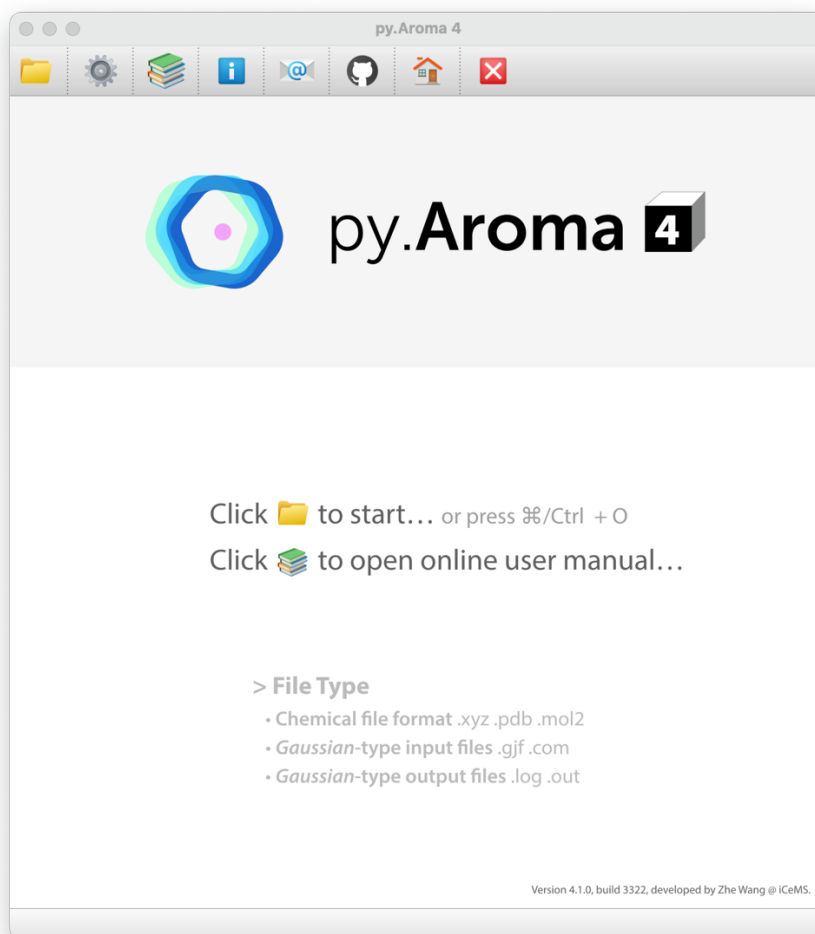 py.Aroma 4
py.Aroma 4
Click to start... or press ⌘/Ctrl + O
Click to open online user manual...
> File Type
• Chemical file format .xyz .pdb .mol2
• Gaussian-type input files .gjf .com
• Gaussian-type output files .log .out
Version 4.1.0, build 3322, developed by Zhe Wang @ iCeMS.